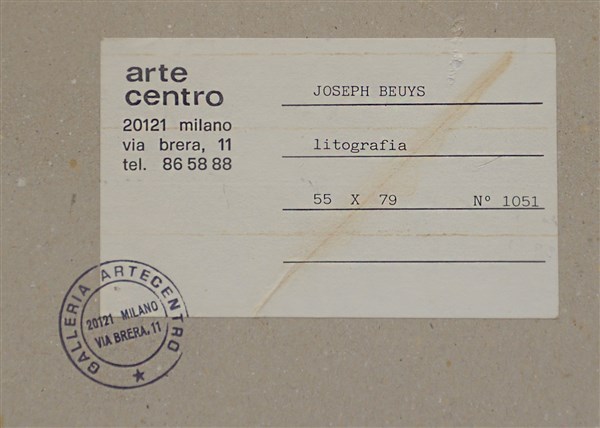 arte
centro
20121 milano
via brera, 11
tel. 86 58 88
JOSEPH BEUYS
litografia
55 X 79 Nº 1051
GALLERIA ARTECENTRO
20121 MILANO
VIA BRERA, 11